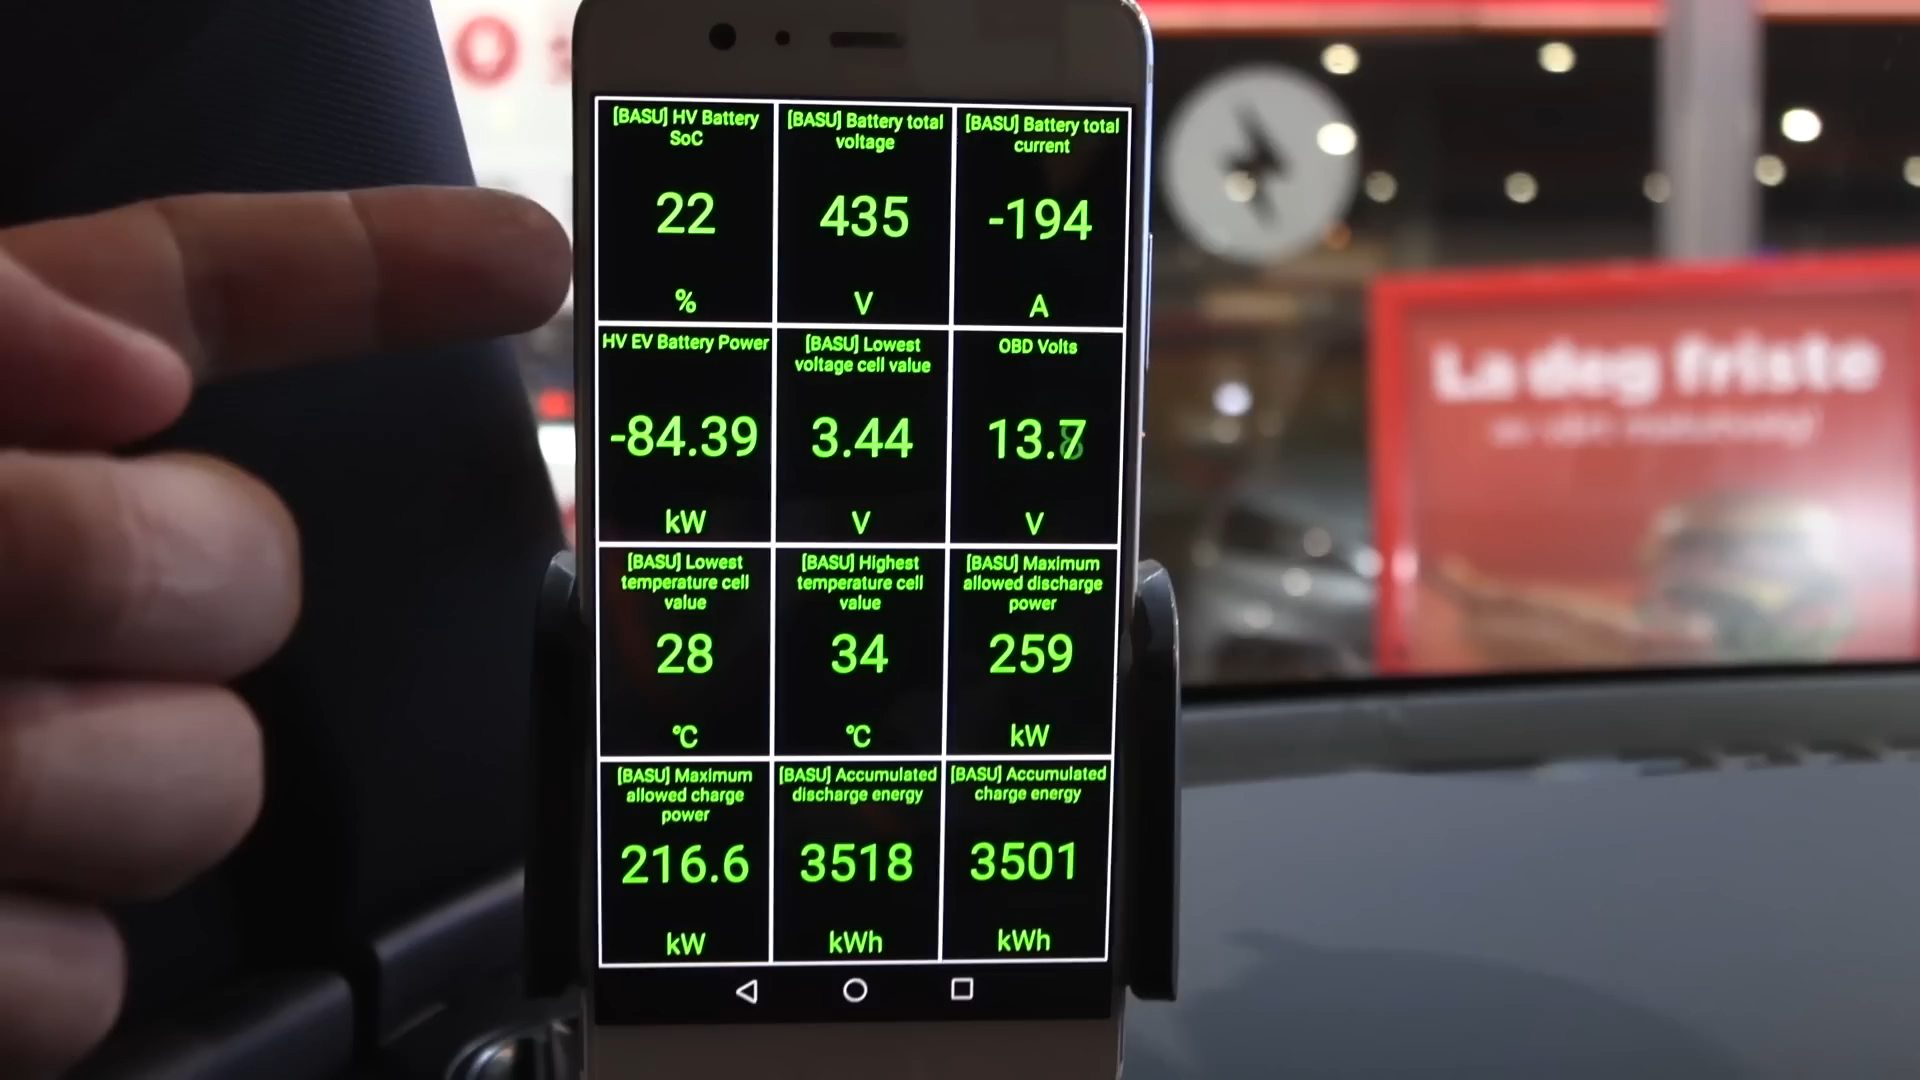 [BASU] HV Battery
SoC
22
%
[BASU] Battery total
voltage
435
V
[BASU] Battery total
current
-194
A
HV EV Battery Power
-84.39
kW
[BASU] Lowest
voltage cell value
3.44
V
OBD Volts
13.7
V
[BASU] Lowest
temperature cell
value
28
°C
[BASU] Highest
temperature cell
value
34
°C
[BASU] Maximum
allowed discharge
power
259
kW
[BASU] Maximum
allowed charge
power
216.6
kW
[BASU] Accumulated
discharge energy
3518
kWh
[BASU] Accumulated
charge energy
3501
kWh
La deg friste